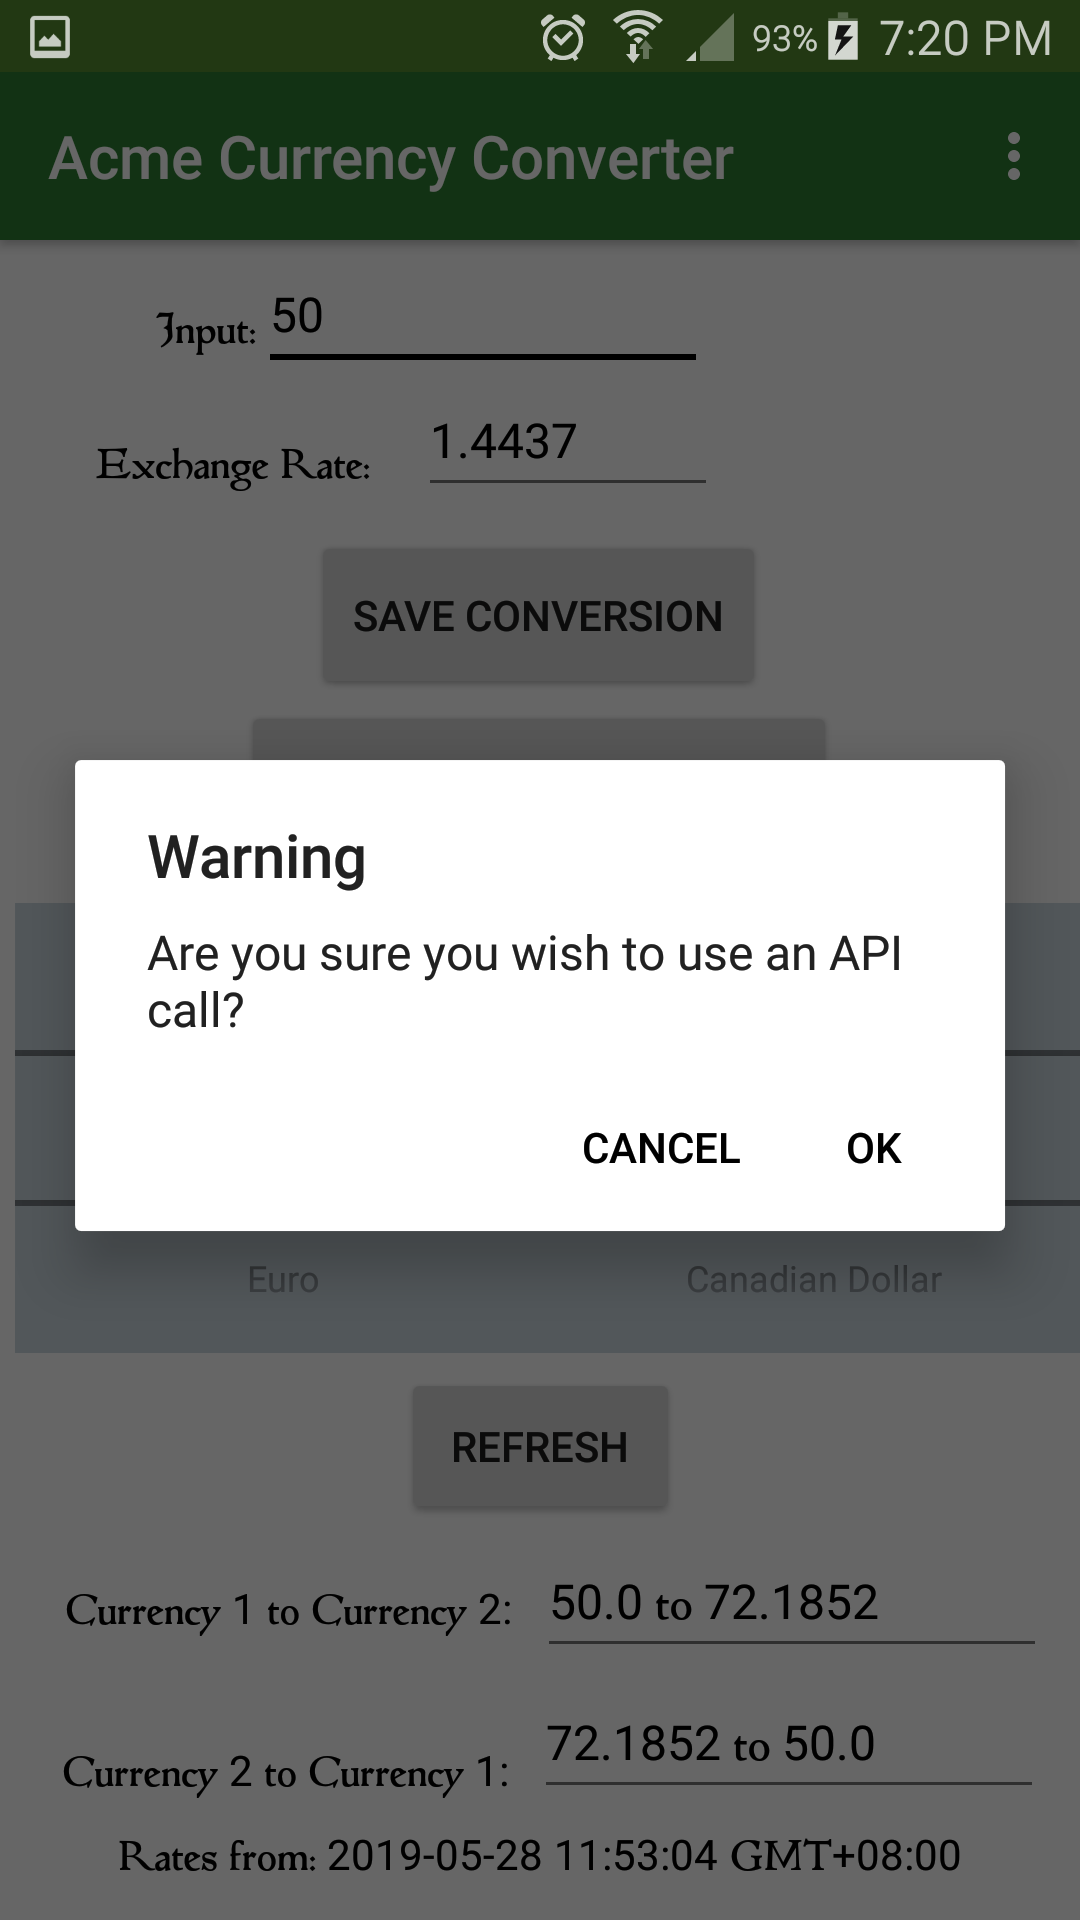 93% 7:20 PM
Acme Currency Converter
Input: 50
Exchange Rate: 1.4437
SAVE CONVERSION
Warning
Are you sure you wish to use an API
call?
CANCEL OK
Euro Canadian Dollar
REFRESH
Currency 1 to Currency 2: 50.0 to 72.1852
Currency 2 to Currency 1: 72.1852 to 50.0
Rates from: 2019-05-28 11:53:04 GMT+08:00